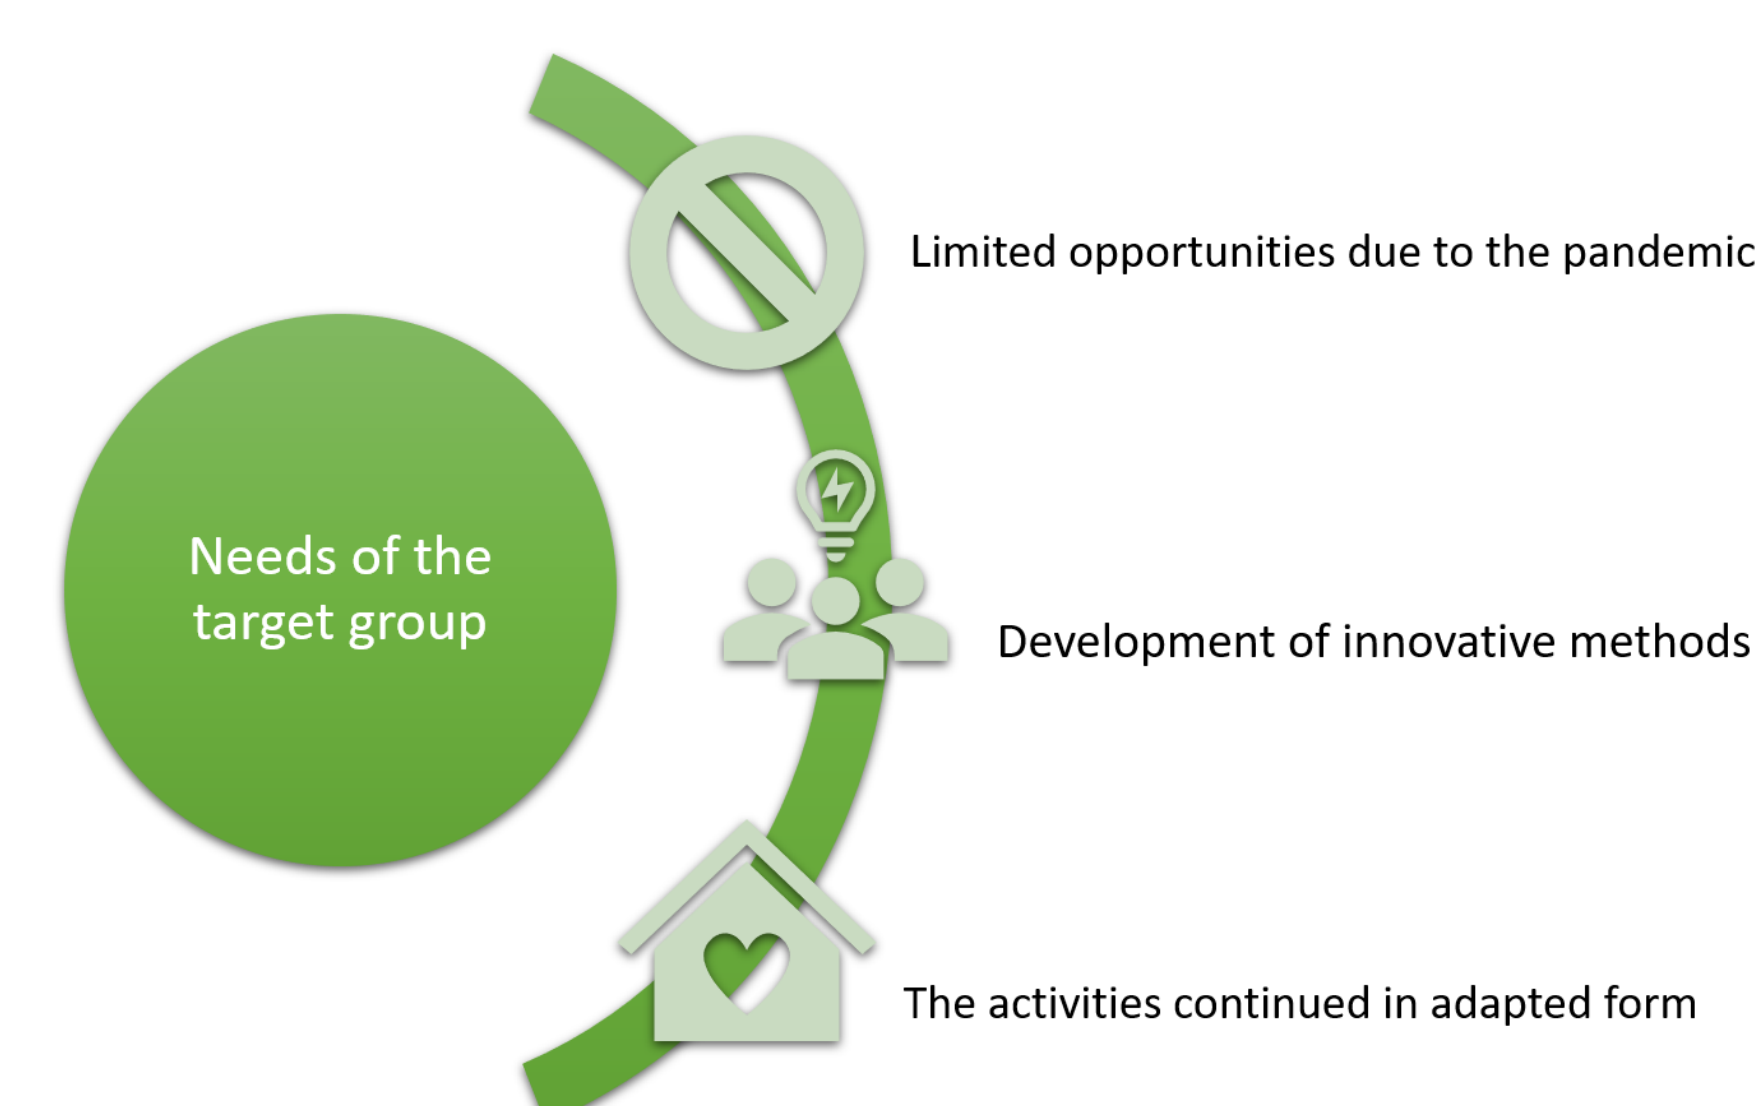 Limited opportunities due to the pandemic
Needs of the
target group
Development of innovative methods
The activities continued in adapted form